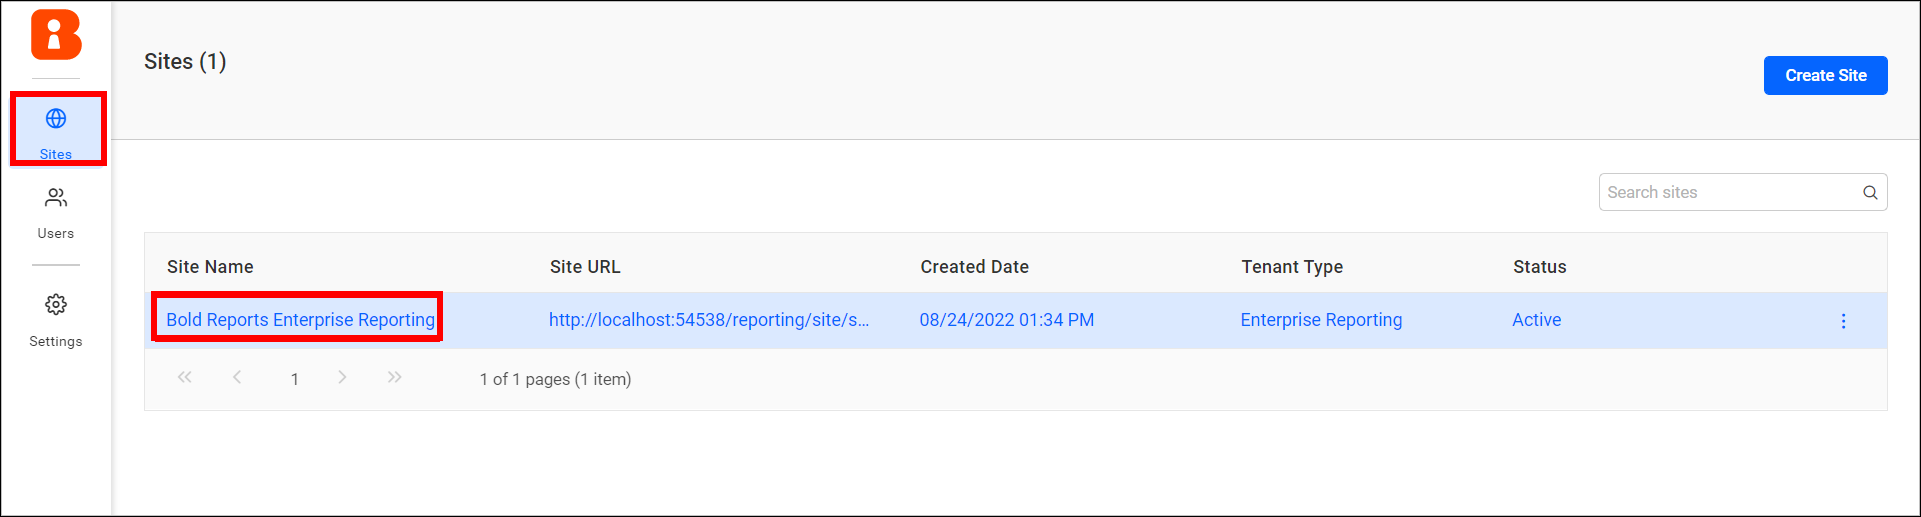 Sites (1)
Create Site
Sites
Users
Settings
Search sites
Site Name Site URL Created Date Tenant Type Status
Bold Reports Enterprise Reporting http://localhost:54538/reporting/site/s... 08/24/2022 01:34 PM Enterprise Reporting Active
1 1 of 1 pages (1 item)